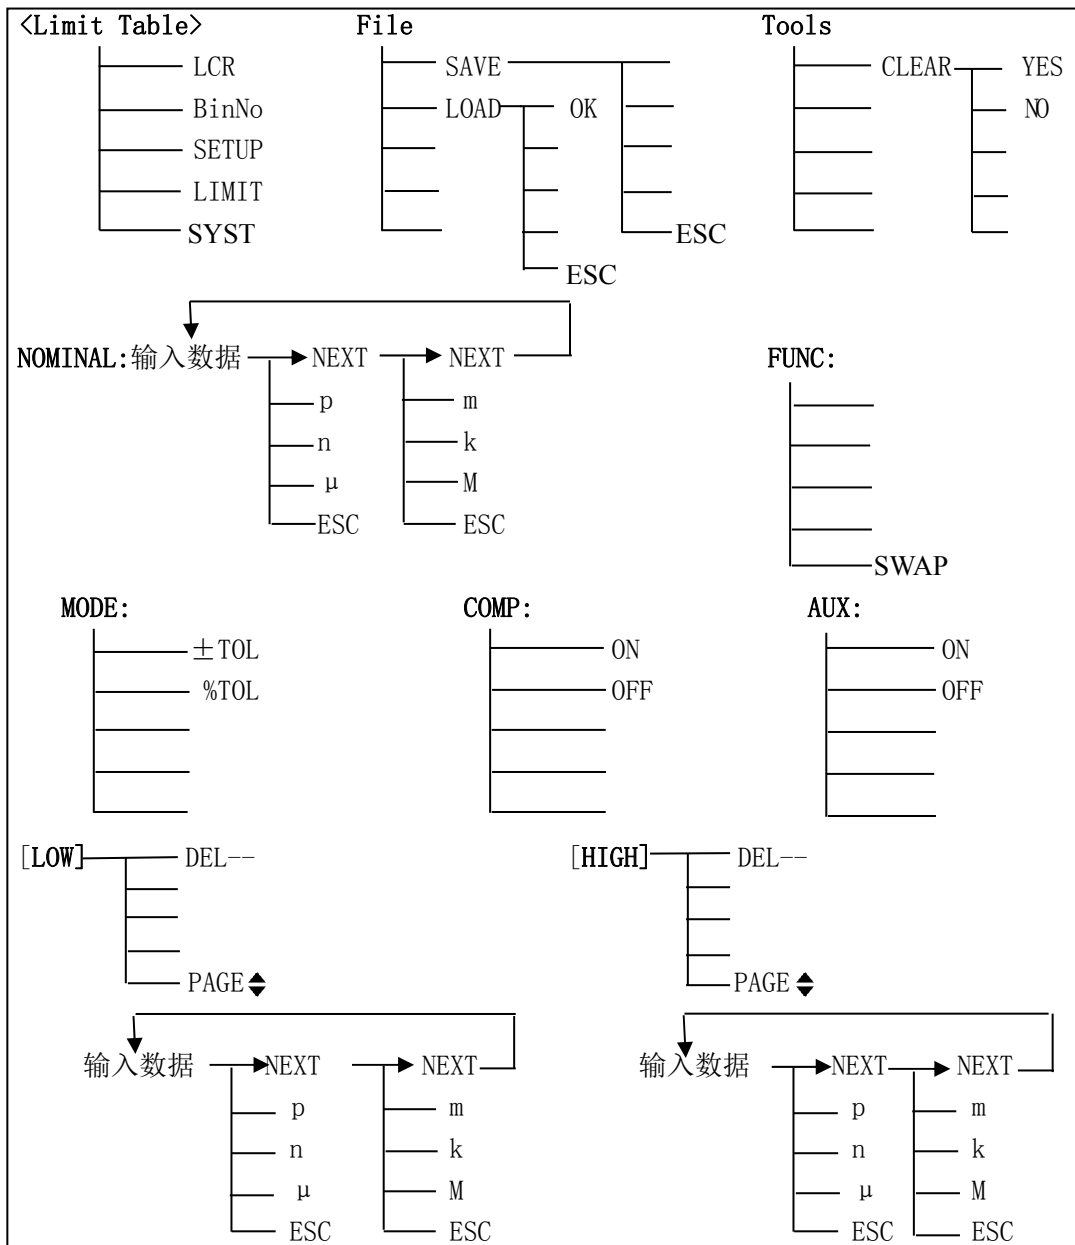 <Limit Table> File Tools
LCR SAVE CLEAR YES
BinNo LOAD OK NO
SETUP
LIMIT
SYST ESC
ESC
NOMINAL:输入数据 NEXT NEXT FUNC:
p m
n k
μ M
ESC ESC
SWAP
MODE: COMP: AUX:
±TOL ON ON
%TOL OFF OFF
[LOW] DEL-- [HIGH] DEL--
PAGE PAGE
输入数据 NEXT NEXT 输入数据 NEXT NEXT
p m p m
n k n k
μ M μ M
ESC ESC ESC ESC